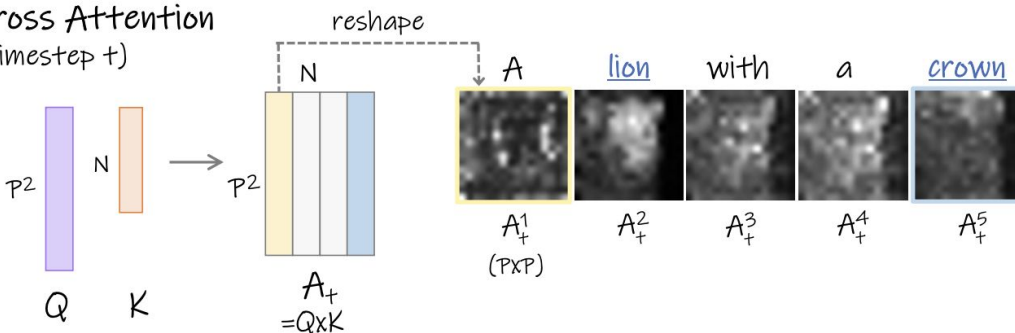 ross Attention
imestep t)
reshape
N
A lion with a crown
N
P²
P²
A¹ₜ A²ₜ A³ₜ A⁴ₜ A⁵ₜ
(PxP)
Q K
Aₜ
=QxK